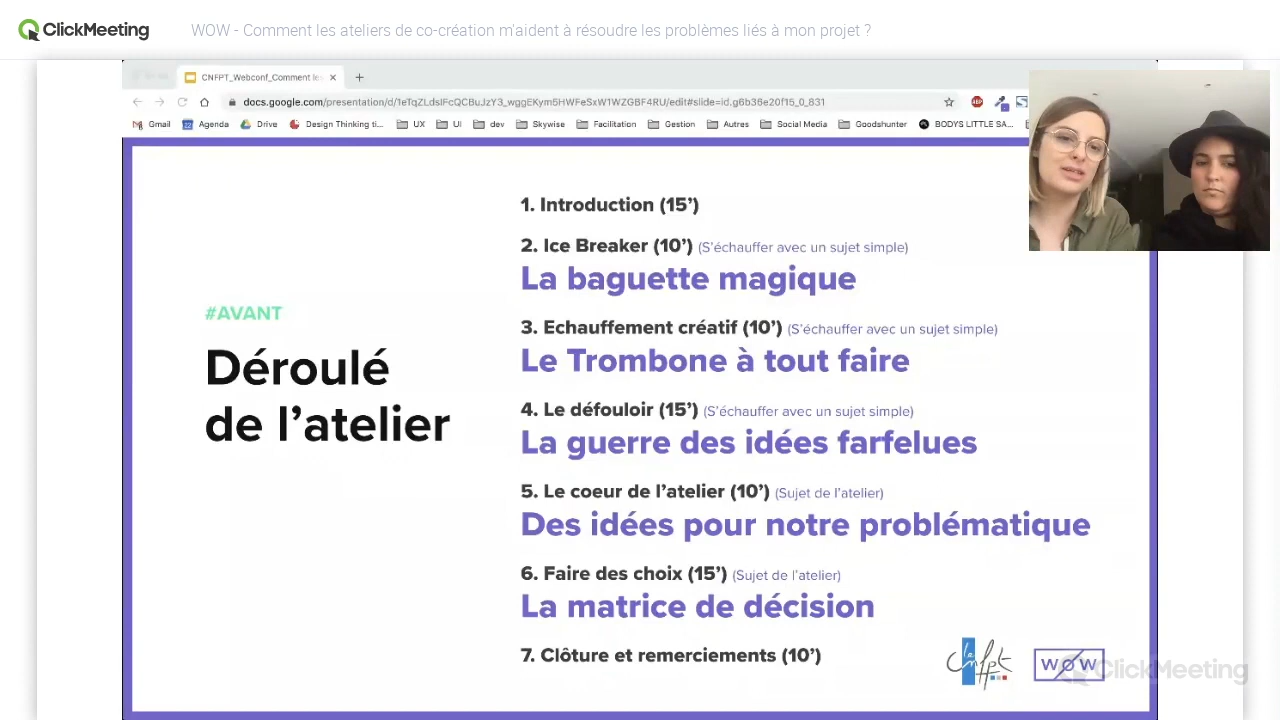 ClickMeeting
WOW - Comment les ateliers de co-création m'aident à résoudre les problèmes liés à mon projet ?
CNFPT_Webconf_Comment le
docs.google.com/presentation/d/1eTqZLdsIFcQCBuJzY3_wggEKym5HWFeSxW1WZGBF4RU/edit#slide=id.g6b36e20f15_0_831
Gmail Agenda Drive Design Thinking ti... UX UI dev Skywise Facilitation Gestion Autres Social Media Goodshunter BODYS LITTLE SA...
#AVANT
Déroulé
de l'atelier
1. Introduction (15')
2. Ice Breaker (10') (S'échauffer avec un sujet simple)
La baguette magique
3. Echauffement créatif (10') (S'échauffer avec un sujet simple)
Le Trombone à tout faire
4. Le défouloir (15') (S'échauffer avec un sujet simple)
La guerre des idées farfelues
5. Le coeur de l'atelier (10') (Sujet de l'atelier)
Des idées pour notre problématique
6. Faire des choix (15') (Sujet de l'atelier)
La matrice de décision
7. Clôture et remerciements (10')
le cnfpt
WOW
ClickMeeting